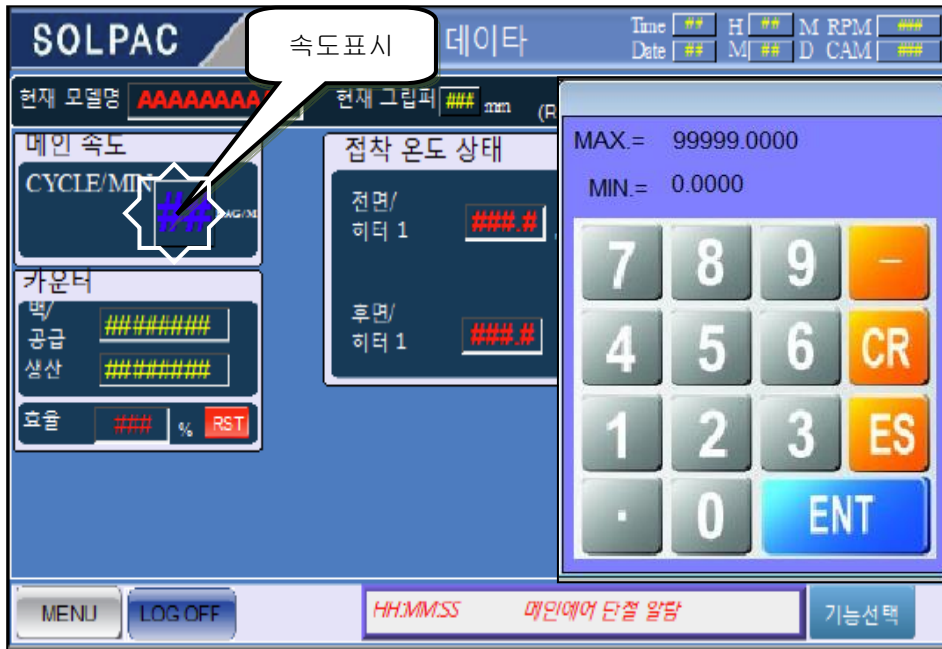 SOLPAC
속도표시
데이타
Time ## H ## M RPM ###
Date ## M ## D CAM ###
현재 모델명 AAAAAAAA
현재 그립퍼 ### mm (R
메인 속도
CYCLE/MIN
##
접착 온도 상태
전면/
히터 1 ###.#
후면/
히터 1 ###.#
카운터
백/
공급 ########
생산 ########
효율 ### % RST
MAX.= 99999.0000
MIN.= 0.0000
7 8 9 −
4 5 6 CR
1 2 3 ES
. 0 ENT
MENU
LOG OFF
HH:MM:SS 메인에어 단절 알람
기능선택